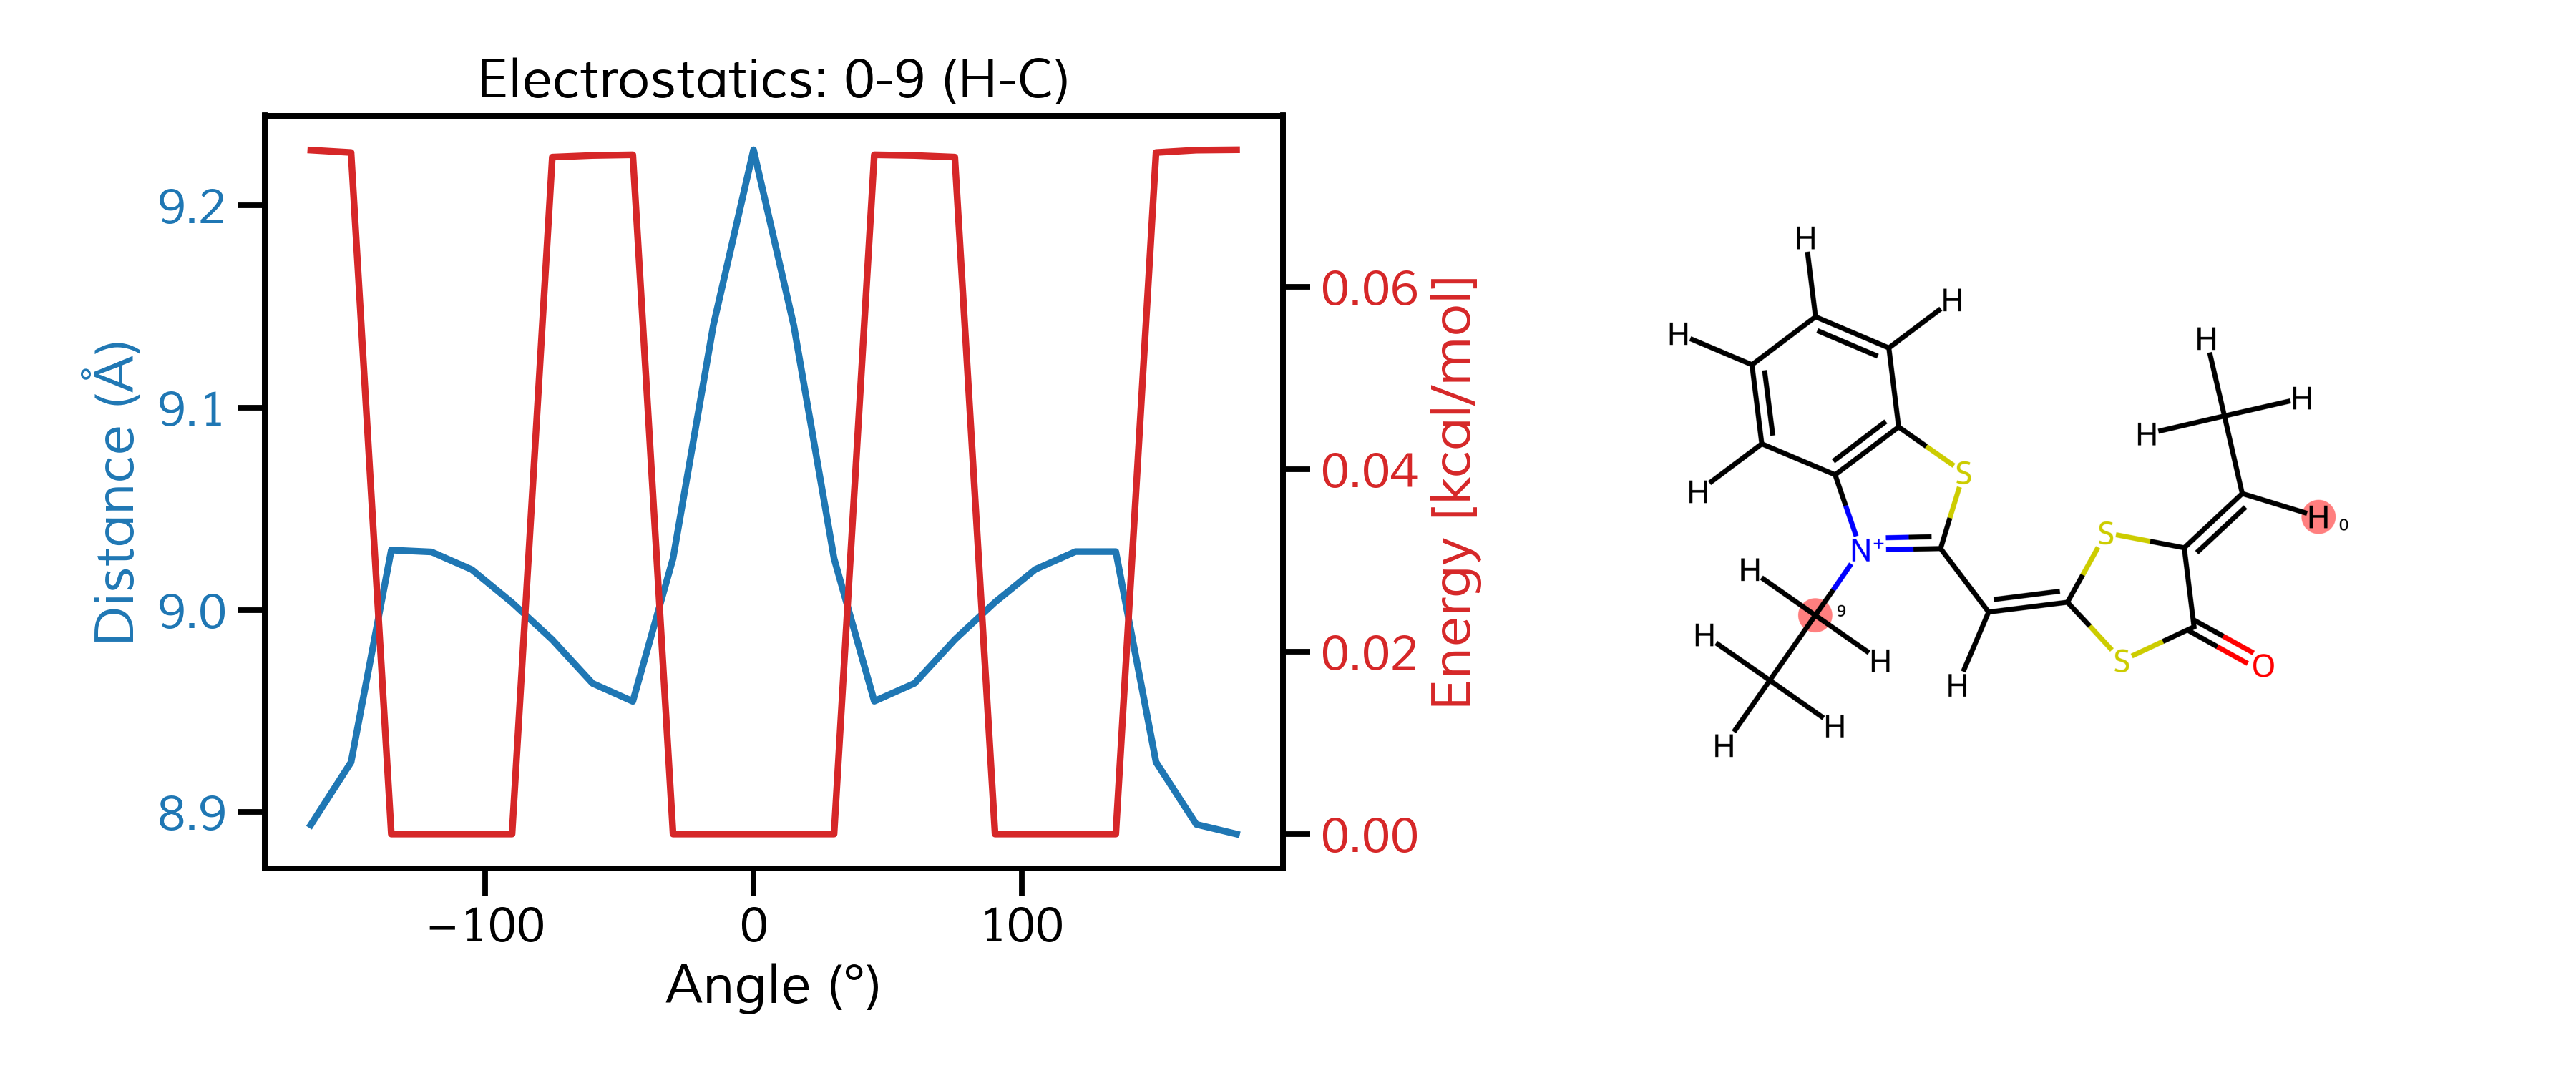 Electrostatics: 0-9 (H-C)
Distance (Å)
9.2
9.1
9.0
8.9
Energy [kcal/mol]
0.06
0.04
0.02
0.00
−100
0
100
Angle (°)
H
H
H
H
H
H
H
S
H
S
H 0
N+
H
9
H
H
H
S
O
H
H
H